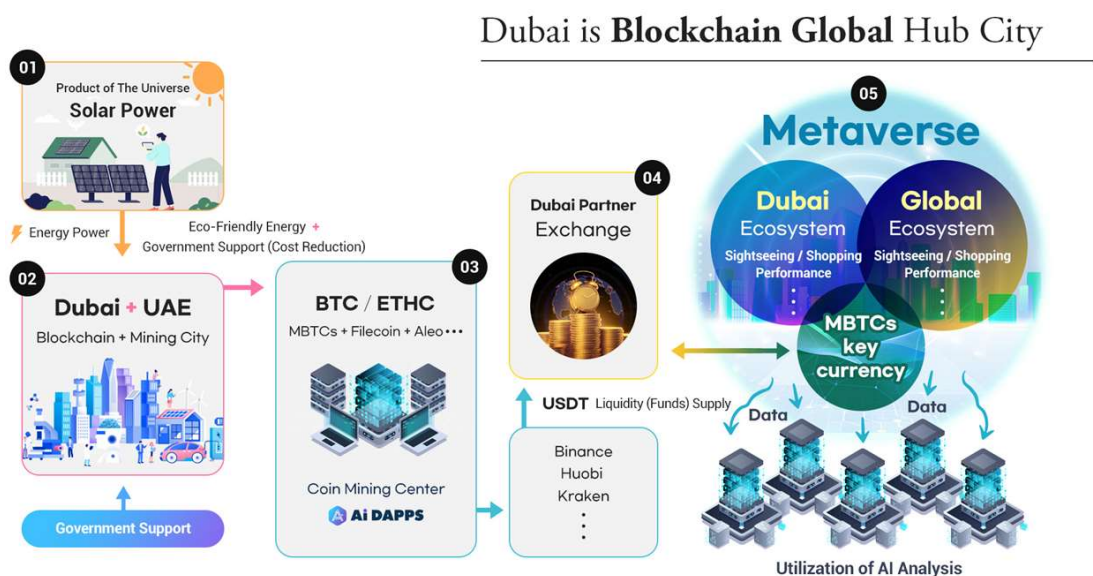 Dubai is Blockchain Global Hub City
01
Product of The Universe
Solar Power
Energy Power
Eco-Friendly Energy +
Government Support (Cost Reduction)
02
Dubai + UAE
Blockchain + Mining City
Government Support
03
BTC / ETHC
MBTCs + Filecoin + Aleo •••
Coin Mining Center
Ai DAPPS
04
Dubai Partner
Exchange
USDT Liquidity (Funds) Supply
Binance
Huobi
Kraken
05
Metaverse
Dubai
Ecosystem
Sightseeing / Shopping
Performance
Global
Ecosystem
Sightseeing / Shopping
Performance
MBTCs
key
currency
Data
Data
Utilization of AI Analysis